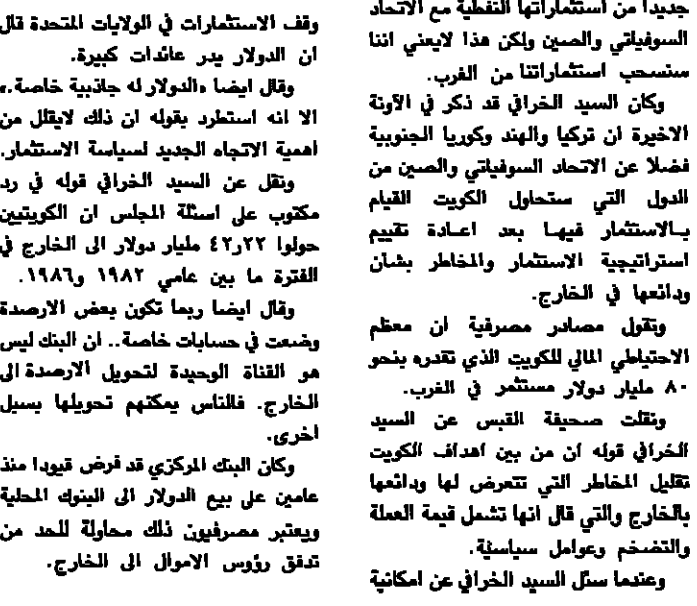 جديدا من استثماراتها النفطية مع الاتحاد
السوفياتي والصين ولكن هذا لايعني اننا
سنسحب استثماراتنا من الغرب.
وكان السيد الخرافي قد ذكر في الآونة
الاخيرة ان تركيا والهند وكوريا الجنوبية
فضلا عن الاتحاد السوفياتي والصين من
الدول التي ستحاول الكويت القيام
بـالاستثمار فيهـا بعد اعـادة تقييم
استراتيجية الاستثمار والمخاطر بشأن
ودائعها في الخارج.
وتقول مصادر مصرفية ان معظم
الاحتياطي المالي للكويت الذي تقدره بنحو
٨٠ مليار دولار مستثمر في الغرب.
ونقلت صحيفة القبس عن السيد
الخرافي قوله ان من بين اهداف الكويت
تقليل المخاطر التي تتعرض لها ودائعها
بالخارج والتي قال انها تشمل قيمة العملة
والتضخم وعوامل سياسية.
وعندما سئل السيد الخرافي عن امكانية
وقف الاستثمارات في الولايات المتحدة قال
ان الدولار يدر عائدات كبيرة.
وقال ايضا «الدولار له جاذبية خاصة.»
الا انه استطرد بقوله ان ذلك لايقلل من
اهمية الاتجاه الجديد لسياسة الاستثمار.
ونقل عن السيد الخرافي قوله في رد
مكتوب على اسئلة المجلس ان الكويتيين
حولوا ٢٢ر٤٢ مليار دولار الى الخارج في
الفترة ما بين عامي ١٩٨٢ و١٩٨٦.
وقال ايضا ربما تكون بعض الارصدة
وضعت في حسابات خاصة.. ان البنك ليس
هو القناة الوحيدة لتحويل الارصدة الى
الخارج. فالناس يمكنهم تحويلها بسبل
اخرى.
وكان البنك المركزي قد فرض قيودا منذ
عامين على بيع الدولار الى البنوك المحلية
ويعتبر مصرفيون ذلك محاولة للحد من
تدفق رؤوس الاموال الى الخارج.